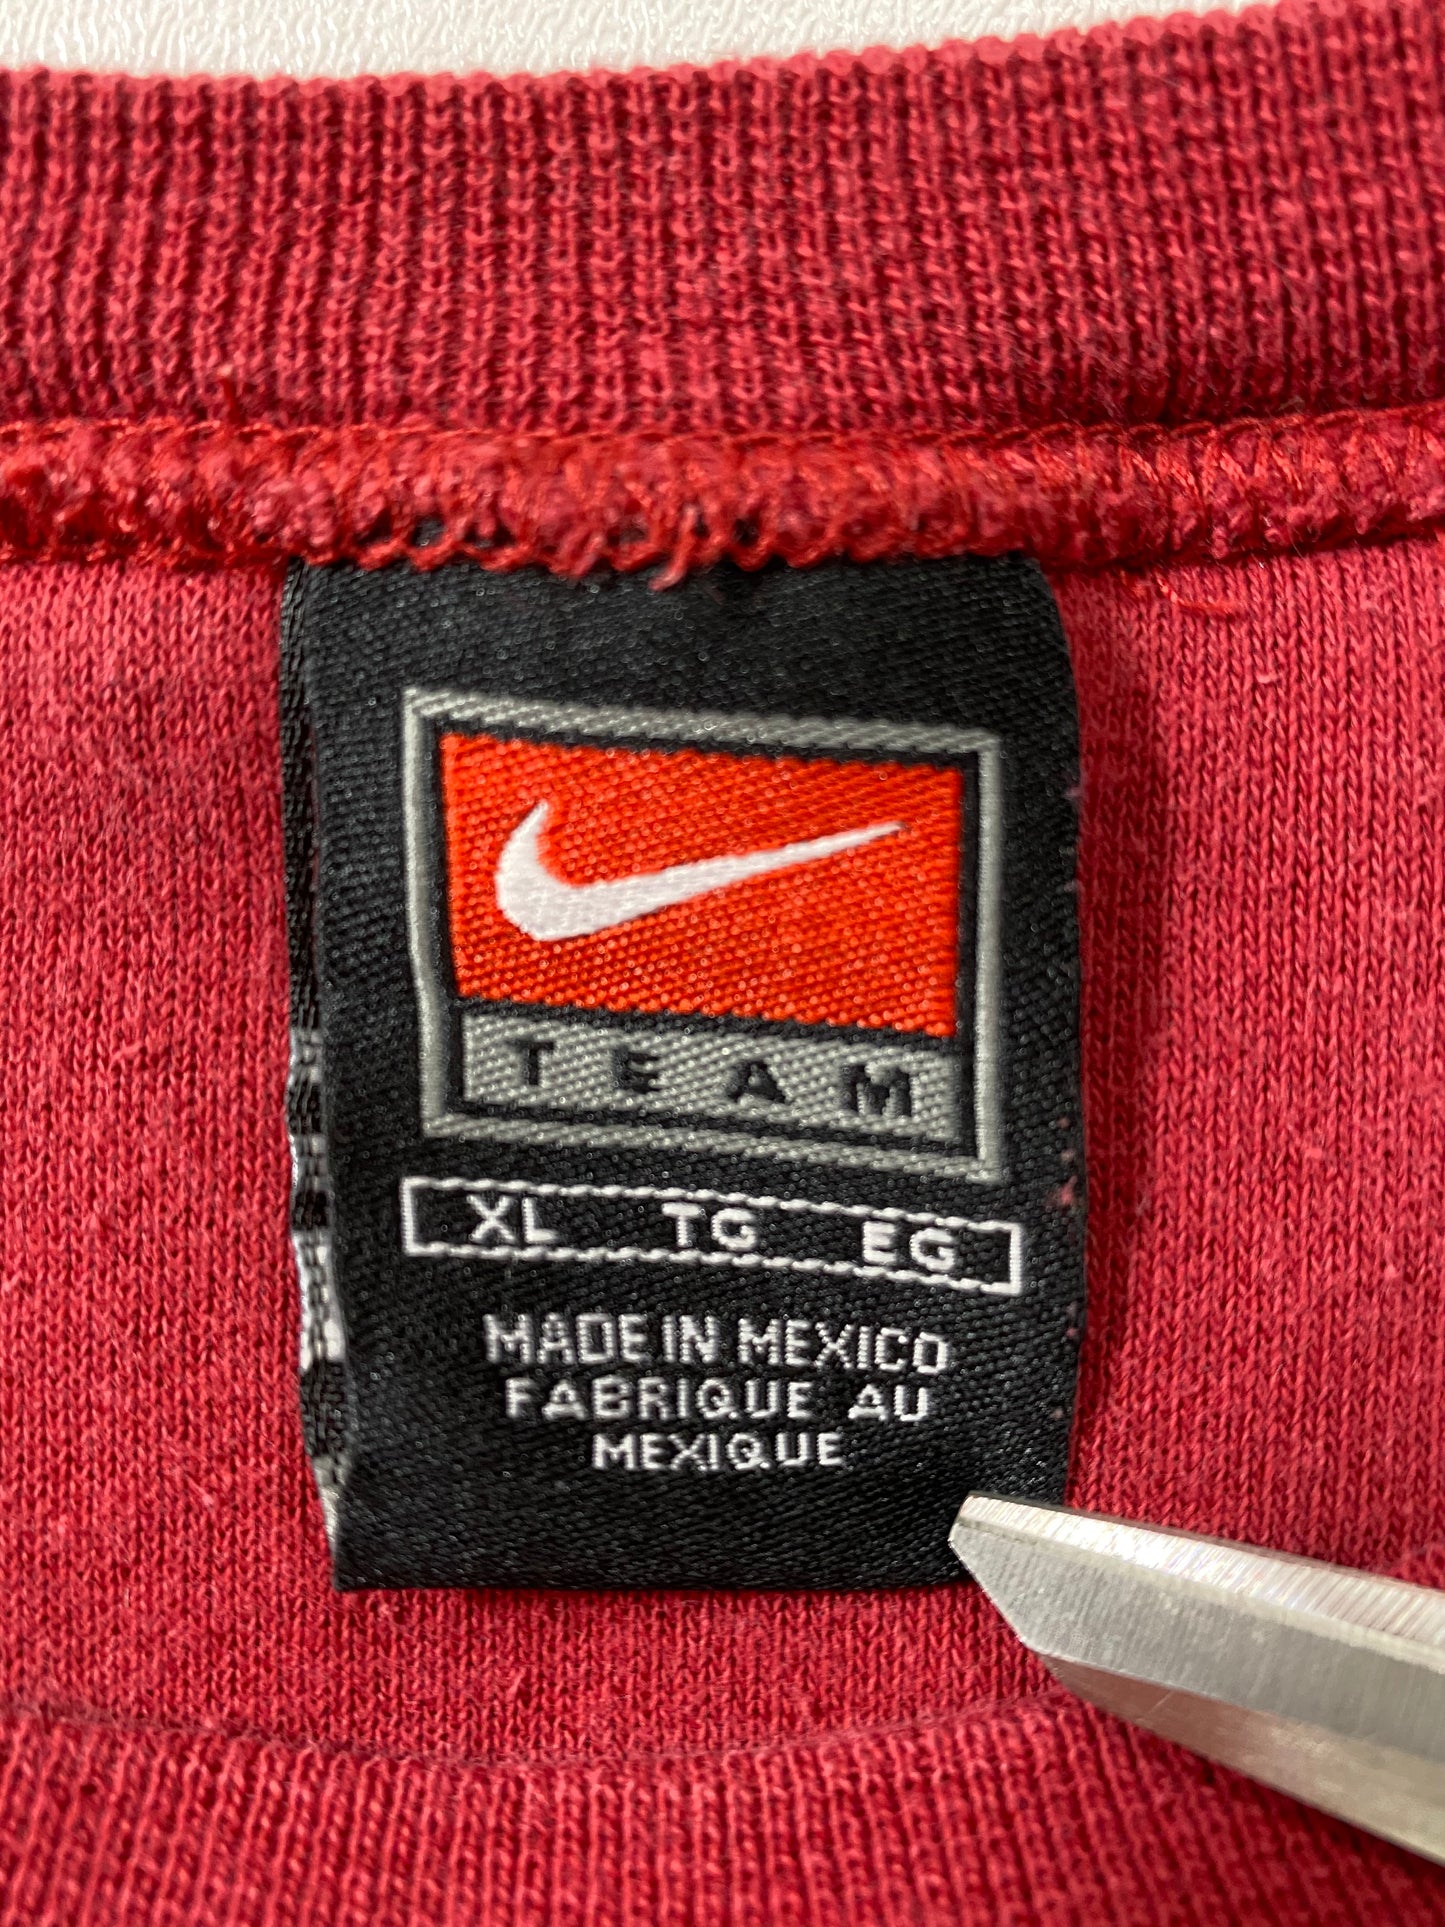 TEAM
XL TG EG
MADE IN MEXICO
FABRIQUE AU
MEXIQUE